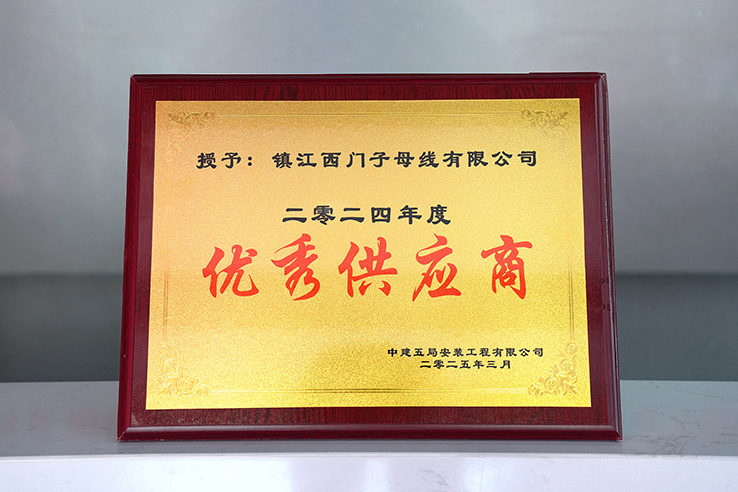 授予：镇江西门子母线有限公司
二零二四年度
优秀供应商
中建五局安装工程有限公司
二零二五年三月